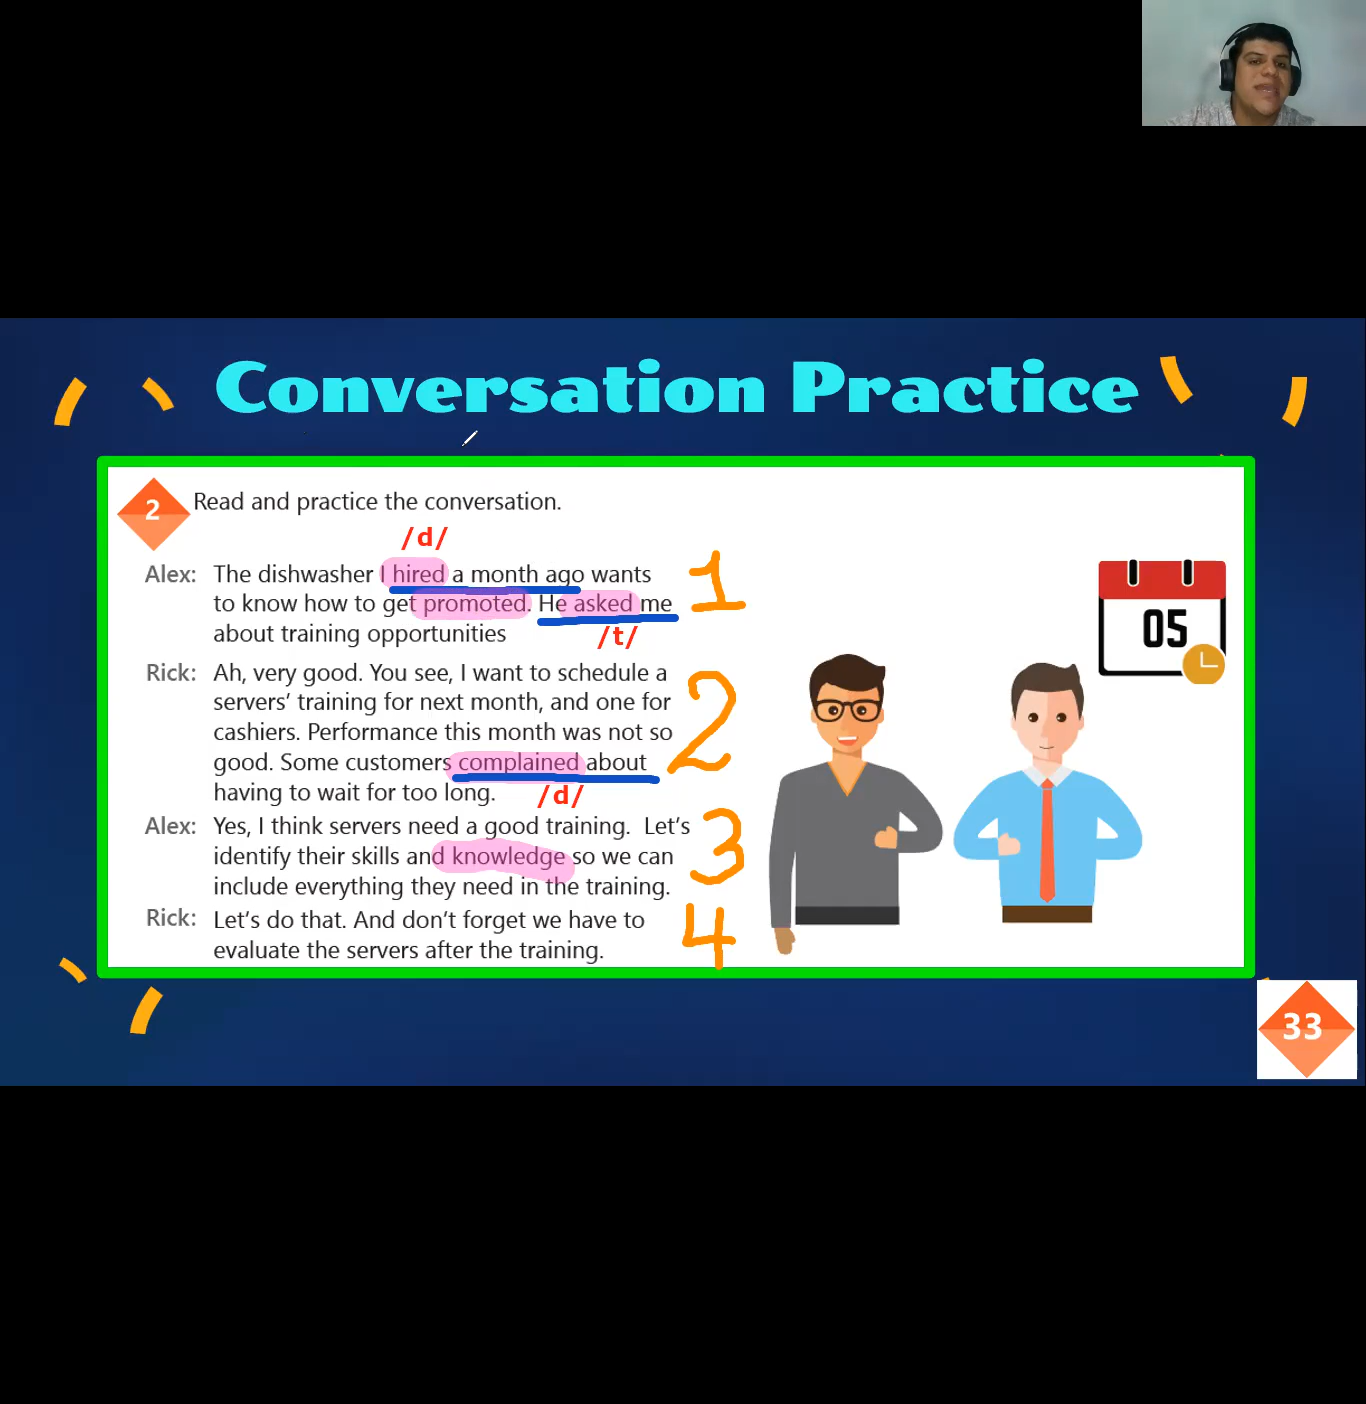 Conversation Practice
2 Read and practice the conversation.
/d/
Alex: The dishwasher I hired a month ago wants
to know how to get promoted. He asked me
about training opportunities
/t/
1
Rick: Ah, very good. You see, I want to schedule a
servers' training for next month, and one for
cashiers. Performance this month was not so
good. Some customers complained about
having to wait for too long.
/d/
2
Alex: Yes, I think servers need a good training. Let's
identify their skills and knowledge so we can
include everything they need in the training.
3
Rick: Let's do that. And don't forget we have to
evaluate the servers after the training.
4
05
33